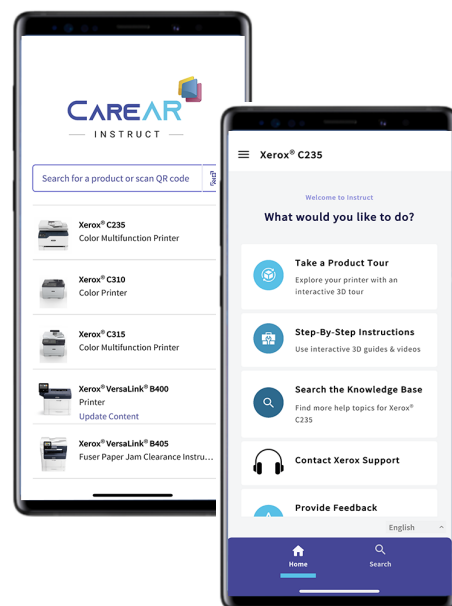 CAREAR
INSTRUCT
Search for a product or scan QR code
Xerox® C235
Color Multifunction Printer
Xerox® C310
Color Printer
Xerox® C315
Color Multifunction Printer
Xerox® VersaLink® B400
Printer
Update Content
Xerox® VersaLink® B405
Fuser Paper Jam Clearance Instru...
Xerox® C235
Welcome to Instruct
What would you like to do?
Take a Product Tour
Explore your printer with an
interactive 3D tour
Step-By-Step Instructions
Use interactive 3D guides & videos
Search the Knowledge Base
Find more help topics for Xerox®
C235
Contact Xerox Support
Provide Feedback
English
Home
Search